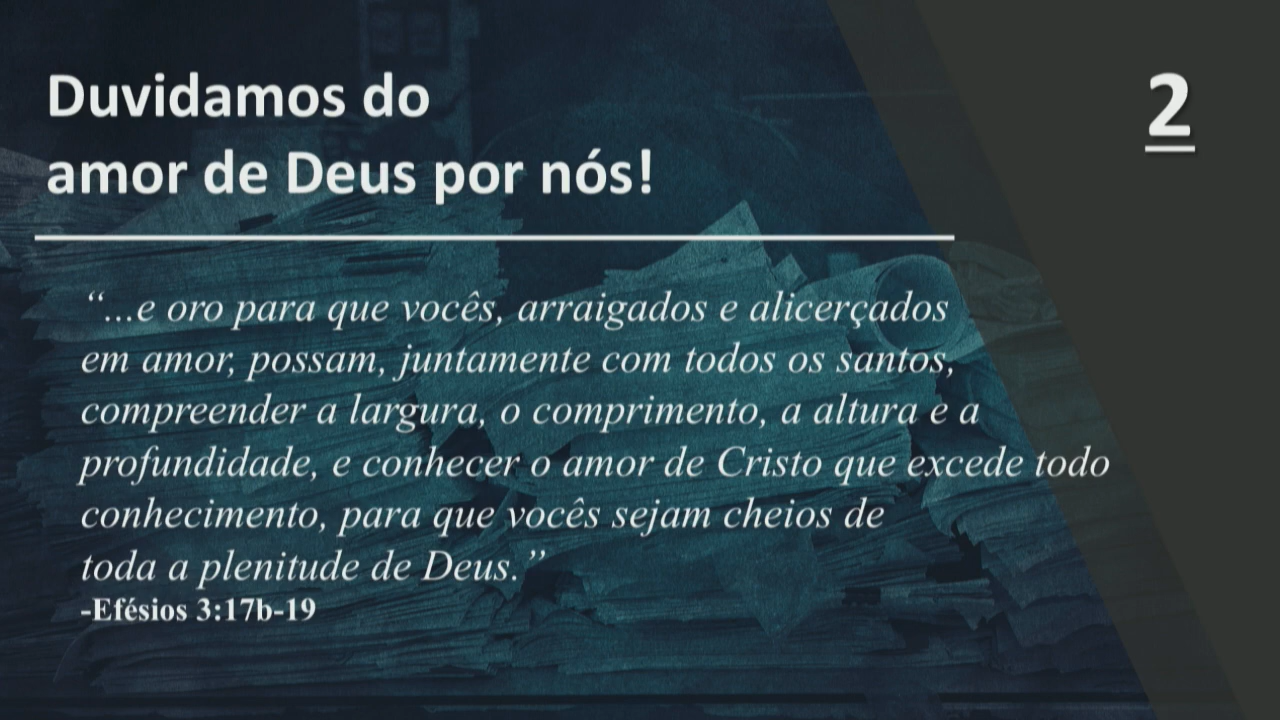 Duvidamos do
amor de Deus por nós!
2
“...e oro para que vocês, arraigados e alicerçados
em amor, possam, juntamente com todos os santos,
compreender a largura, o comprimento, a altura e a
profundidade, e conhecer o amor de Cristo que excede todo
conhecimento, para que vocês sejam cheios de
toda a plenitude de Deus.”
-Efésios 3:17b-19